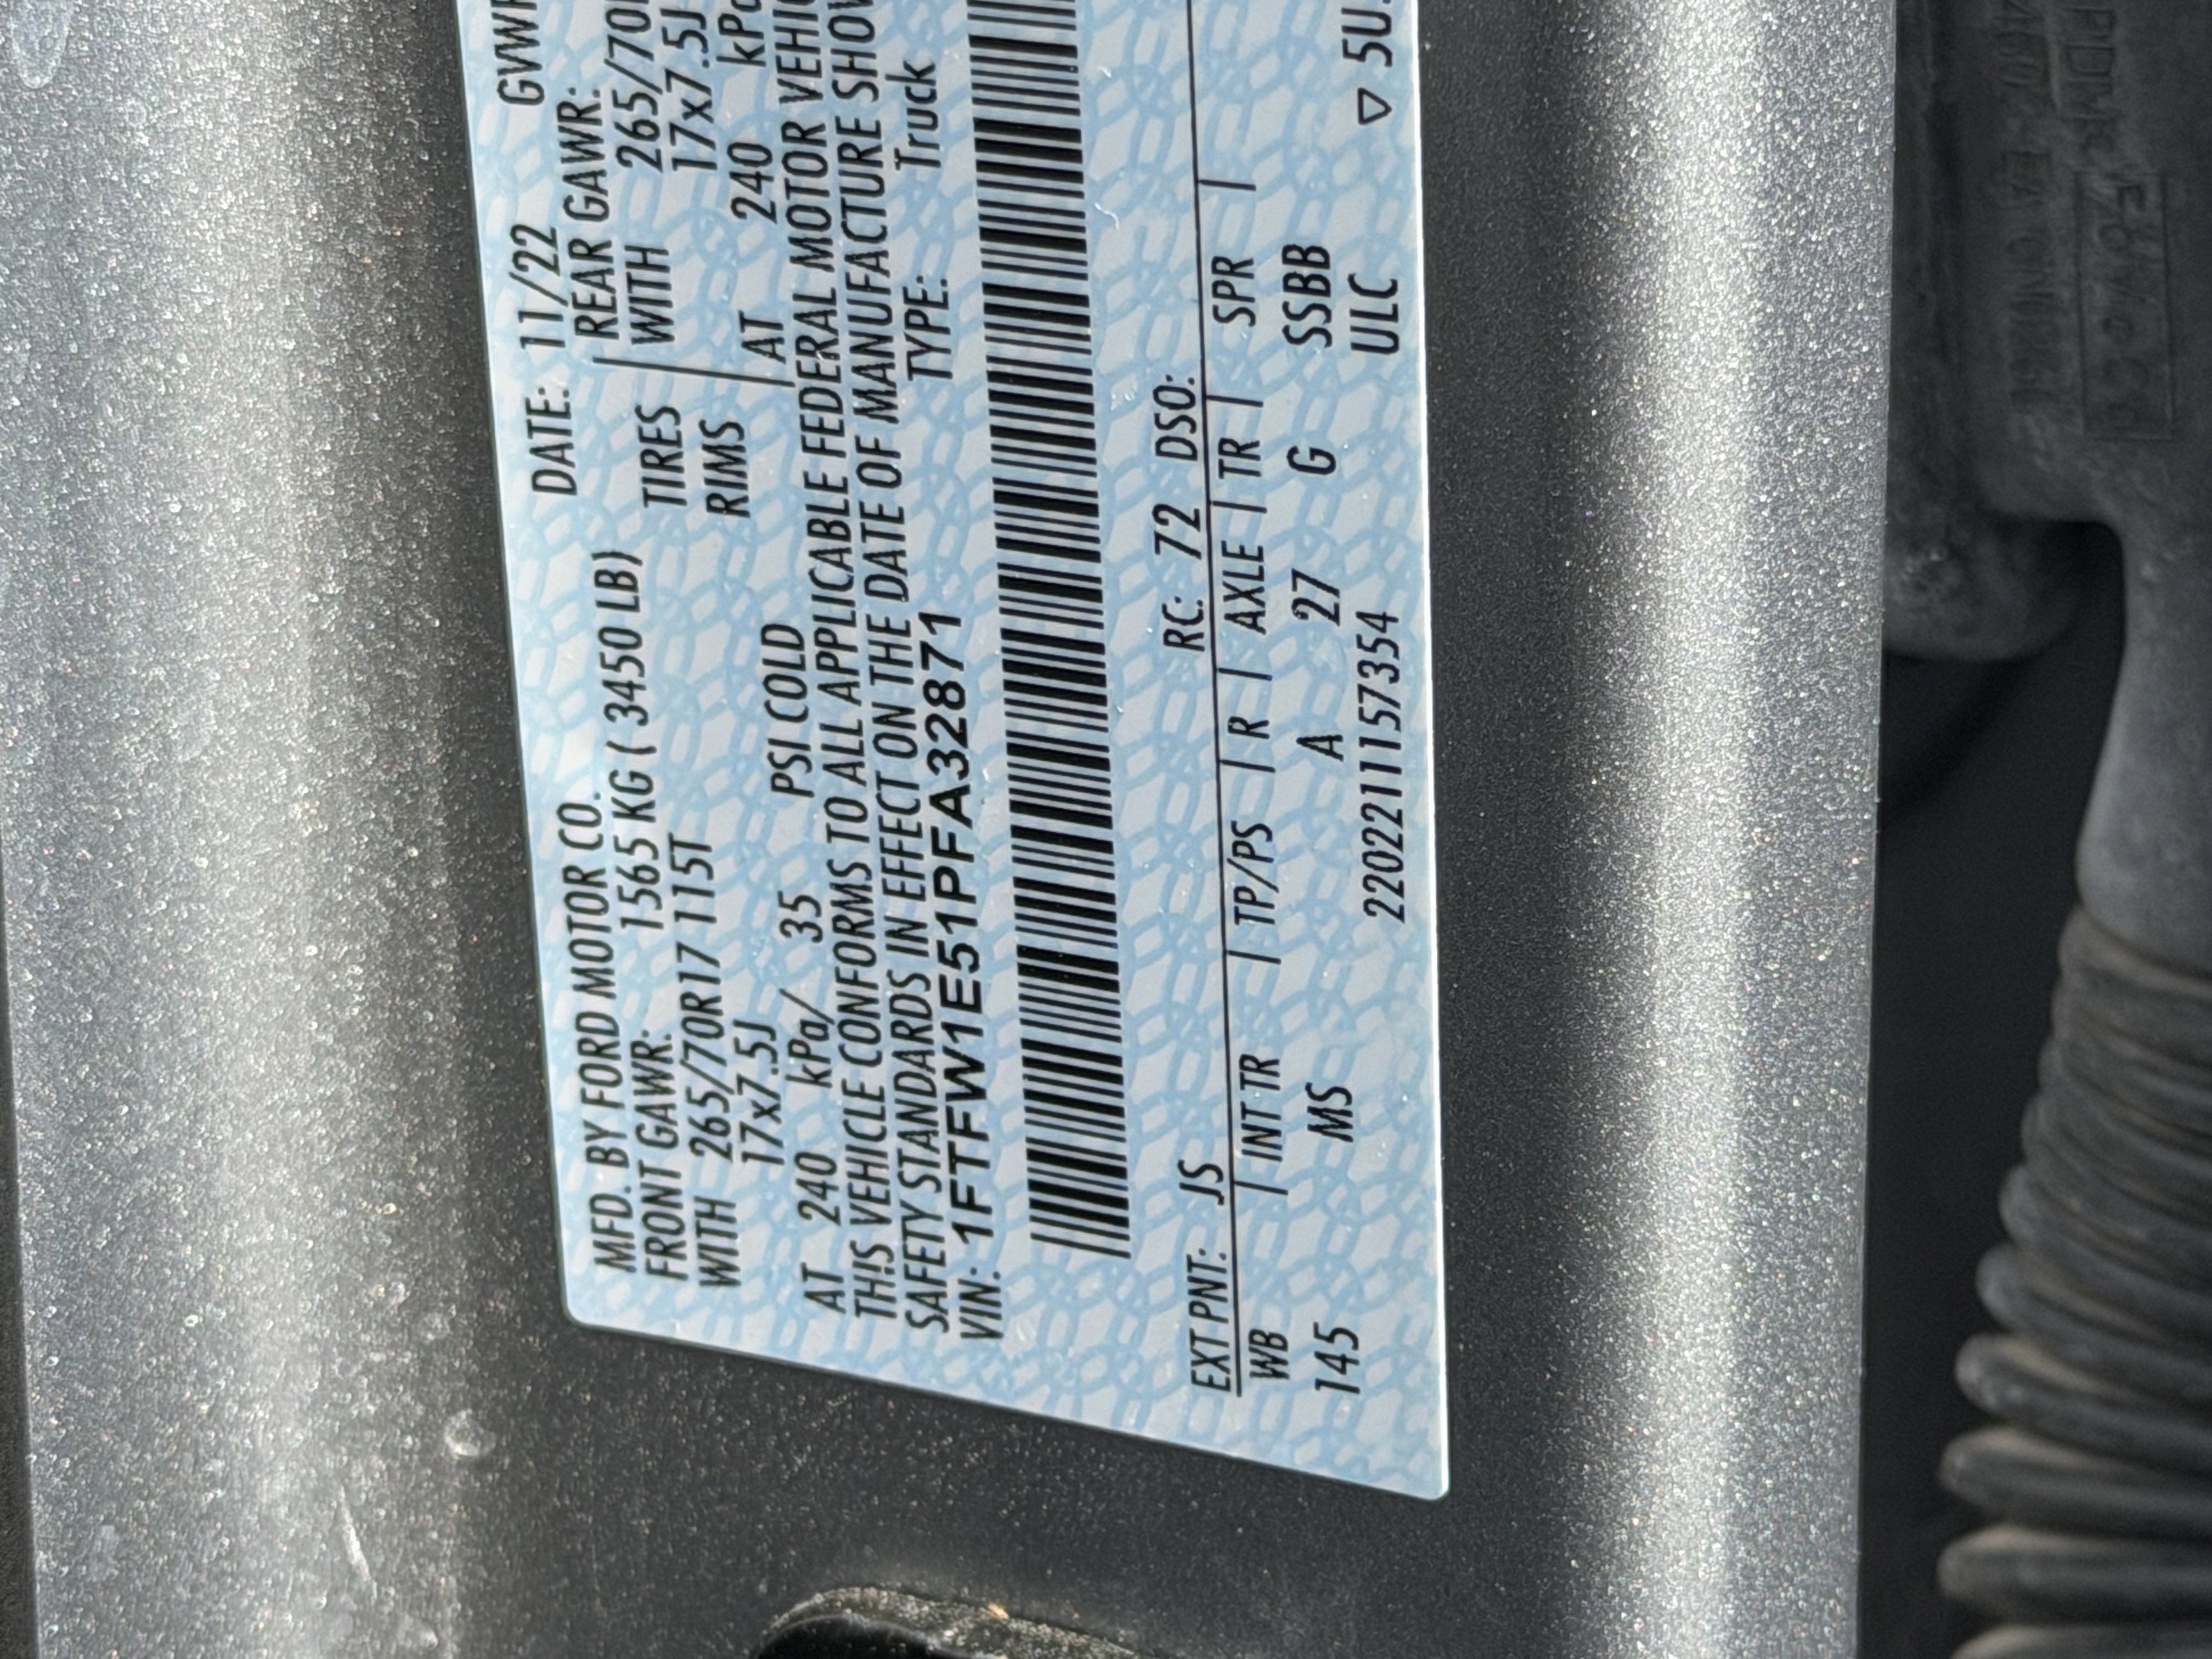 MFD. BY FORD MOTOR CO. DATE: 11/22 GVWR
FRONT GAWR: 1565 KG ( 3450 LB) REAR GAWR:
WITH 265/70R17 115T TIRES WITH 265/70
17x7.5J RIMS 17x7.5J
AT 240 kPa/ 35 PSI COLD AT 240 kPa
THIS VEHICLE CONFORMS TO ALL APPLICABLE FEDERAL MOTOR VEHIC
SAFETY STANDARDS IN EFFECT ON THE DATE OF MANUFACTURE SHOW
VIN: 1FTFW1E51PFA32871 TYPE: Truck
EXT PNT: JS RC: 72 DSO:
WB | INT TR | TP/PS | R | AXLE | TR | SPR |
145 MS A 27 G SSBB
2202211157354 ULC ▽ 5U